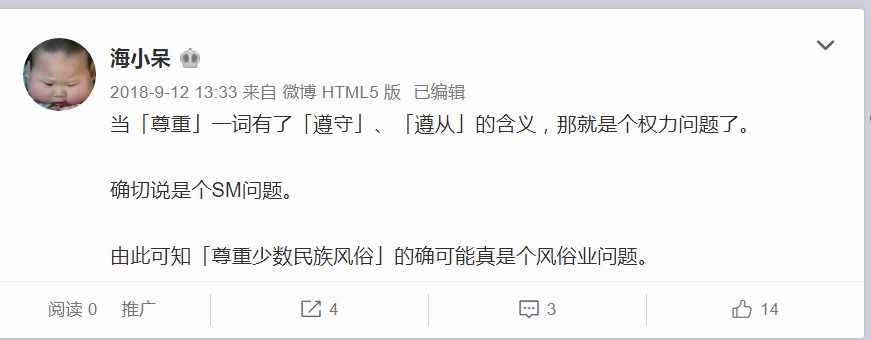 海小呆
2018-9-12 13:33 来自 微博 HTML5 版 已编辑
当「尊重」一词有了「遵守」、「遵从」的含义，那就是个权力问题了。
确切说是个SM问题。
由此可知「尊重少数民族风俗」的确可能真是个风俗业问题。
阅读 0 推广 4 3 14